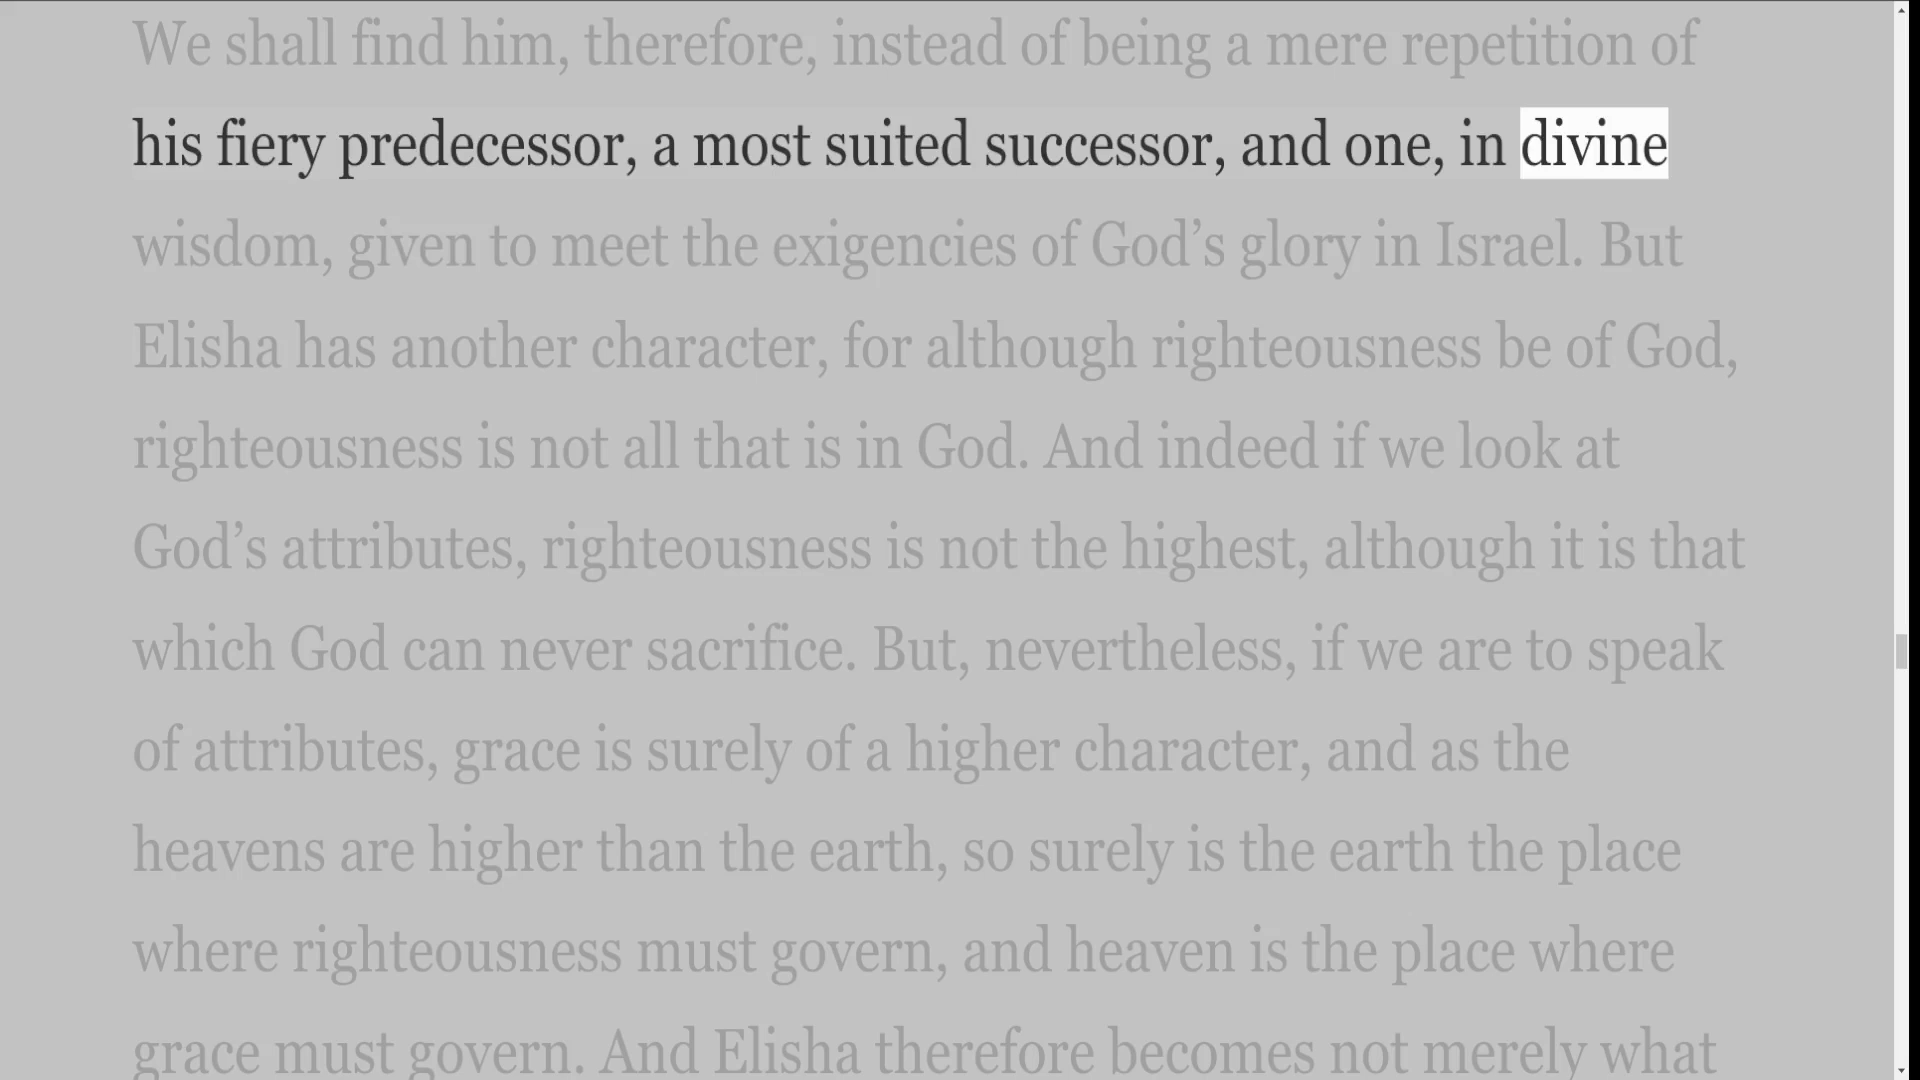 We shall find him, therefore, instead of being a mere repetition of
his fiery predecessor, a most suited successor, and one, in divine
wisdom, given to meet the exigencies of God’s glory in Israel. But
Elisha has another character, for although righteousness be of God,
righteousness is not all that is in God. And indeed if we look at
God’s attributes, righteousness is not the highest, although it is that
which God can never sacrifice. But, nevertheless, if we are to speak
of attributes, grace is surely of a higher character, and as the
heavens are higher than the earth, so surely is the earth the place
where righteousness must govern, and heaven is the place where
grace must govern. And Elisha therefore becomes not merely what